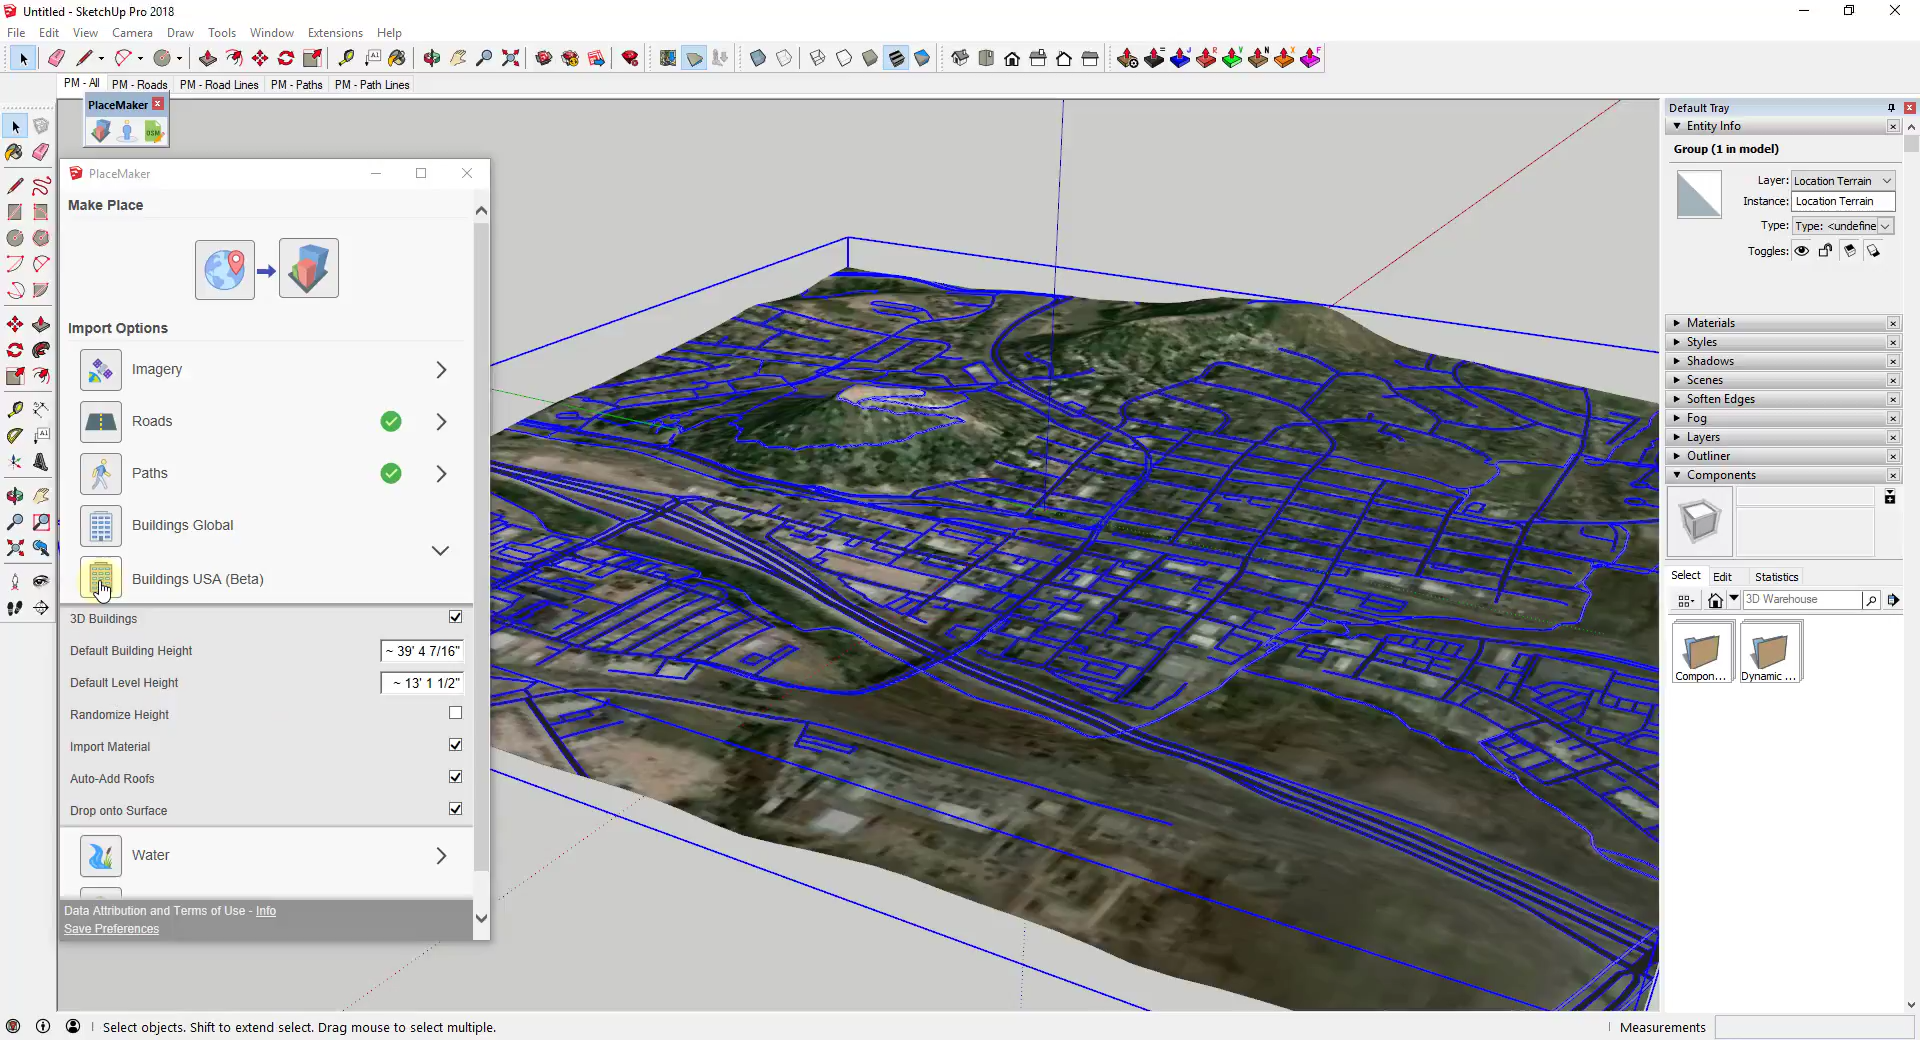 Untitled - SketchUp Pro 2018
File Edit View Camera Draw Tools Window Extensions Help
PM - All PM - Roads PM - Road Lines PM - Paths PM - Path Lines
PlaceMaker
PlaceMaker
Make Place
Import Options
Imagery
Roads
Paths
Buildings Global
Buildings USA (Beta)
3D Buildings
Default Building Height ~ 39' 4 7/16"
Default Level Height ~ 13' 1 1/2"
Randomize Height
Import Material
Auto-Add Roofs
Drop onto Surface
Water
Data Attribution and Terms of Use - Info
Save Preferences
Default Tray
Entity Info
Group (1 in model)
Layer: Location Terrain
Instance: Location Terrain
Type: Type: <undefine
Toggles:
Materials
Styles
Shadows
Scenes
Soften Edges
Fog
Layers
Outliner
Components
Select Edit Statistics
3D Warehouse
Compon... Dynamic ...
Select objects. Shift to extend select. Drag mouse to select multiple.
Measurements